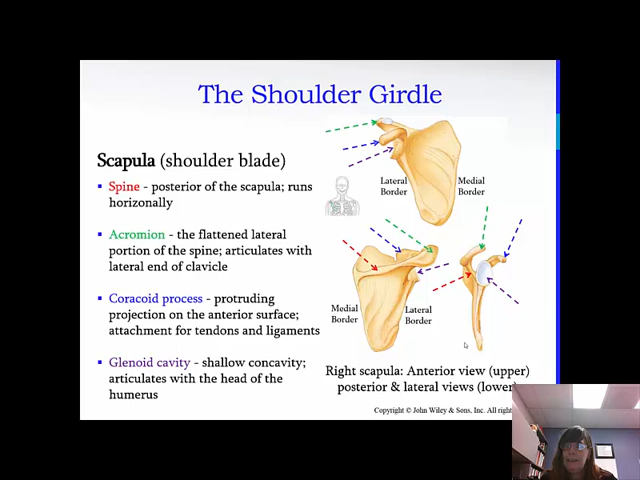 The Shoulder Girdle
Scapula (shoulder blade)
Spine - posterior of the scapula; runs
horizonally
Acromion - the flattened lateral
portion of the spine; articulates with
lateral end of clavicle
Coracoid process - protruding
projection on the anterior surface;
attachment for tendons and ligaments
Glenoid cavity - shallow concavity;
articulates with the head of the
humerus
Lateral
Border
Medial
Border
Medial
Border
Lateral
Border
Right scapula: Anterior view (upper)
posterior & lateral views (lower)
Copyright © John Wiley & Sons, Inc. All